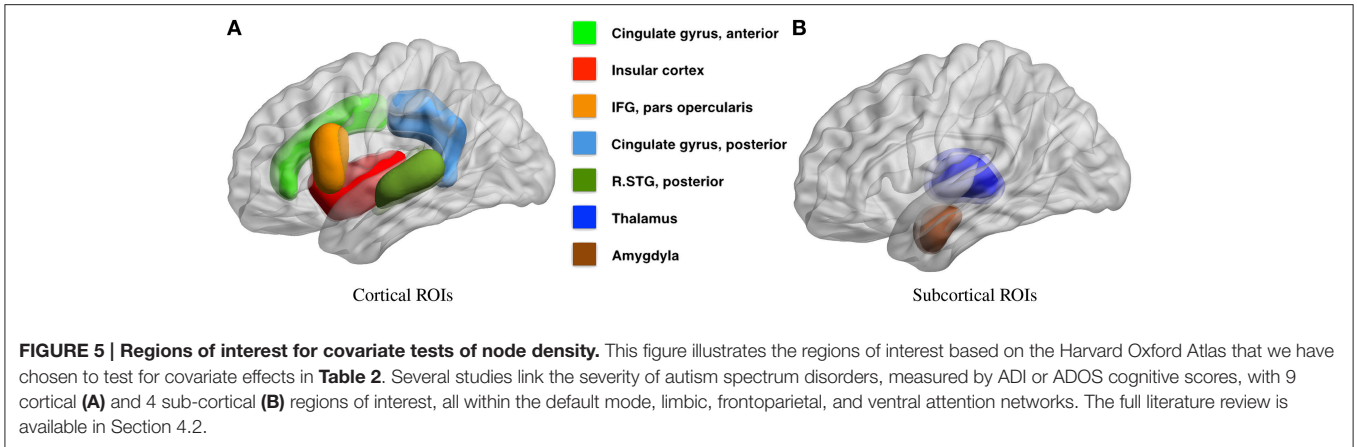 A
B
Cingulate gyrus, anterior
Insular cortex
IFG, pars opercularis
Cingulate gyrus, posterior
R.STG, posterior
Thalamus
Amygdyla
Cortical ROIs
Subcortical ROIs
FIGURE 5 | Regions of interest for covariate tests of node density. This figure illustrates the regions of interest based on the Harvard Oxford Atlas that we have
chosen to test for covariate effects in Table 2. Several studies link the severity of autism spectrum disorders, measured by ADI or ADOS cognitive scores, with 9
cortical (A) and 4 sub-cortical (B) regions of interest, all within the default mode, limbic, frontoparietal, and ventral attention networks. The full literature review is
available in Section 4.2.